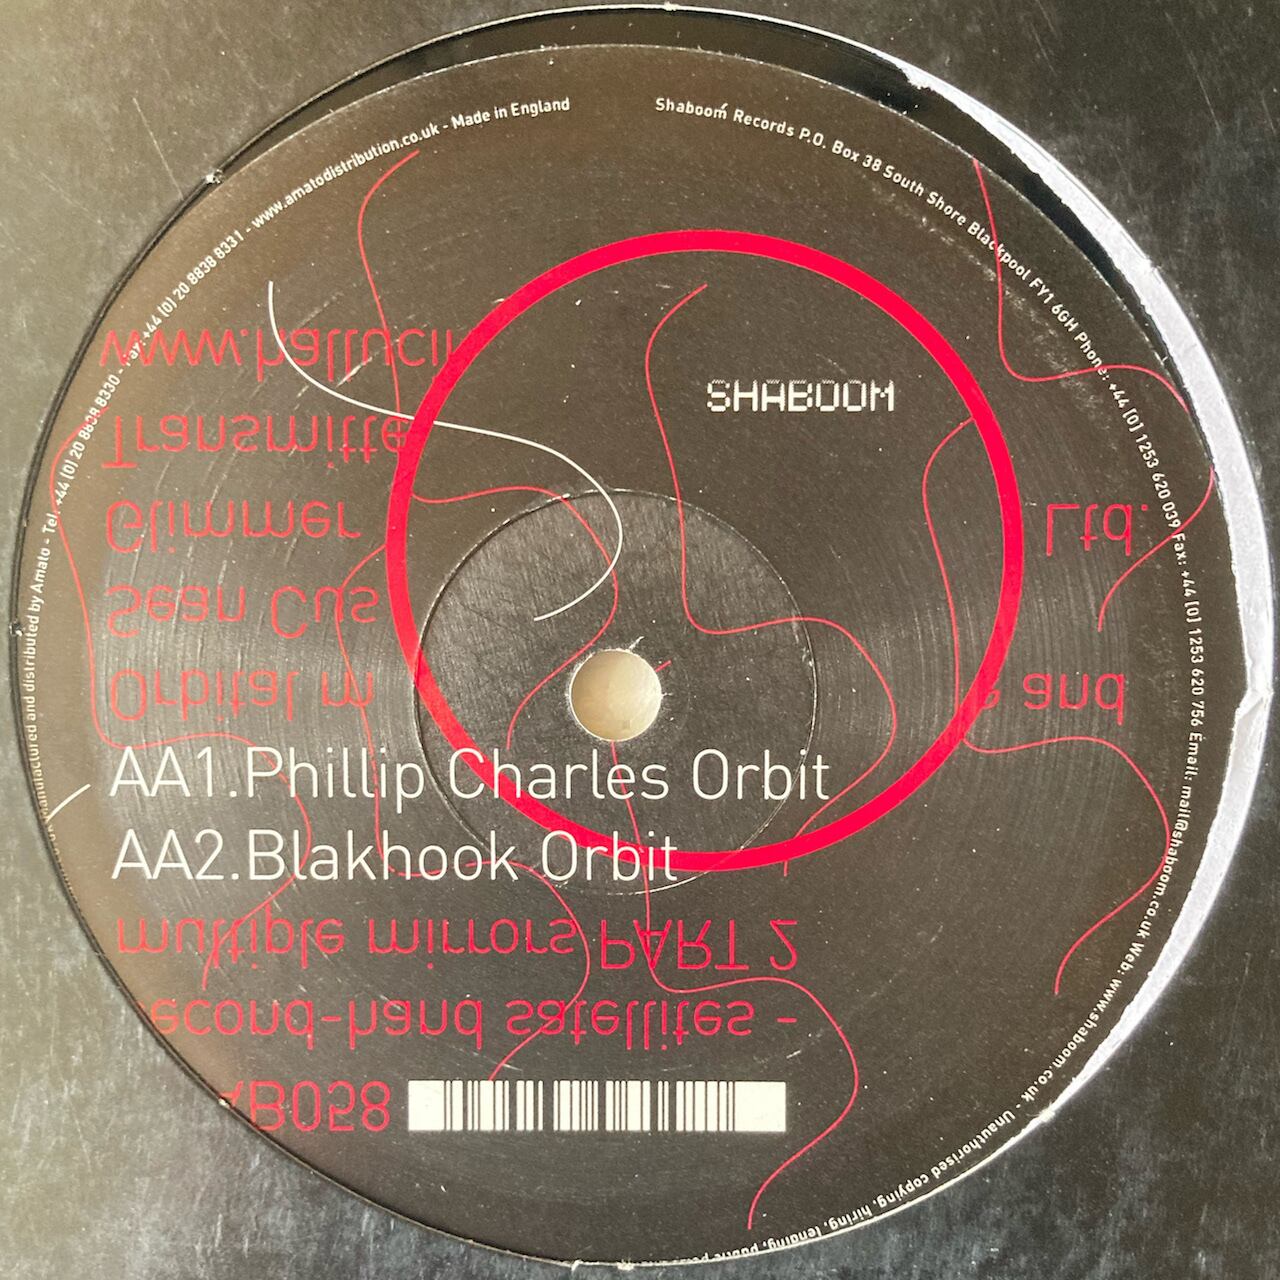 Manufactured and distributed by Amato - Tel: +44 (0) 20 8838 8330 - Fax: +44 (0) 20 8838 8331 - www.amatodistribution.co.uk - Made in England
Shaboom Records P.O. Box 38 South Shore Blackpool FY1 6GH Phone: +44 (0) 1253 620 039 Fax: +44 (0) 1253 620 756 Email: mail@shaboom.co.uk Web: www.shaboom.co.uk - Unauthorised copying, hiring, lending, public
www.halluci
SHABOOM
Transmitte
Glimmer Ltd.
Sean Cus
Orbital m and
AA1.Phillip Charles Orbit
AA2.Blakhook Orbit
multiple mirrors PART 2
econd-hand satellites -
AB058